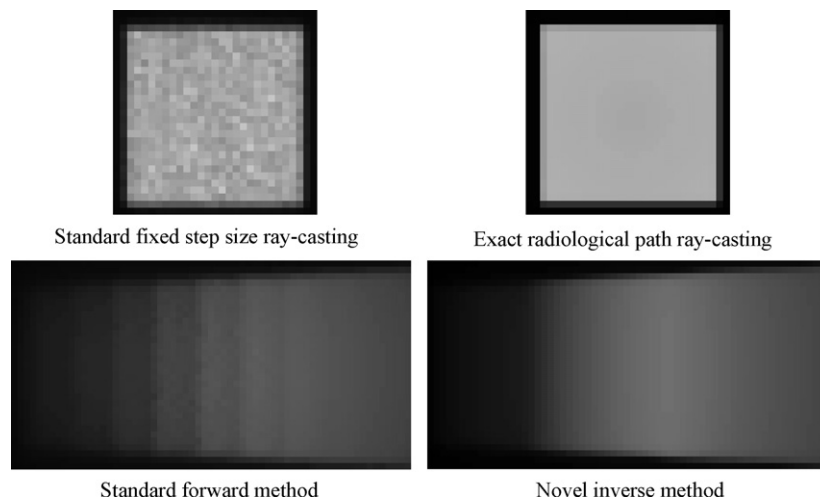 Standard fixed step size ray-casting
Exact radiological path ray-casting
Standard forward method
Novel inverse method